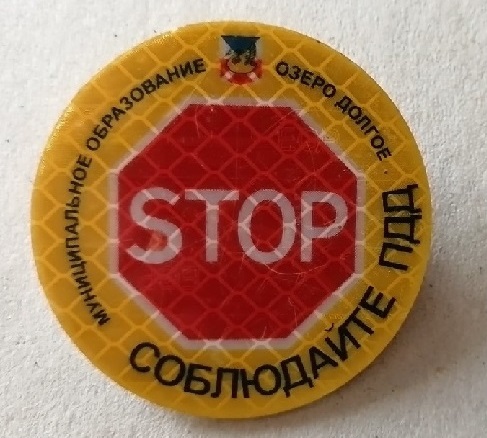 МУНИЦИПАЛЬНОЕ ОБРАЗОВАНИЕ ОЗЕРО ДОЛГОЕ
STOP
СОБЛЮДАЙТЕ ПДД